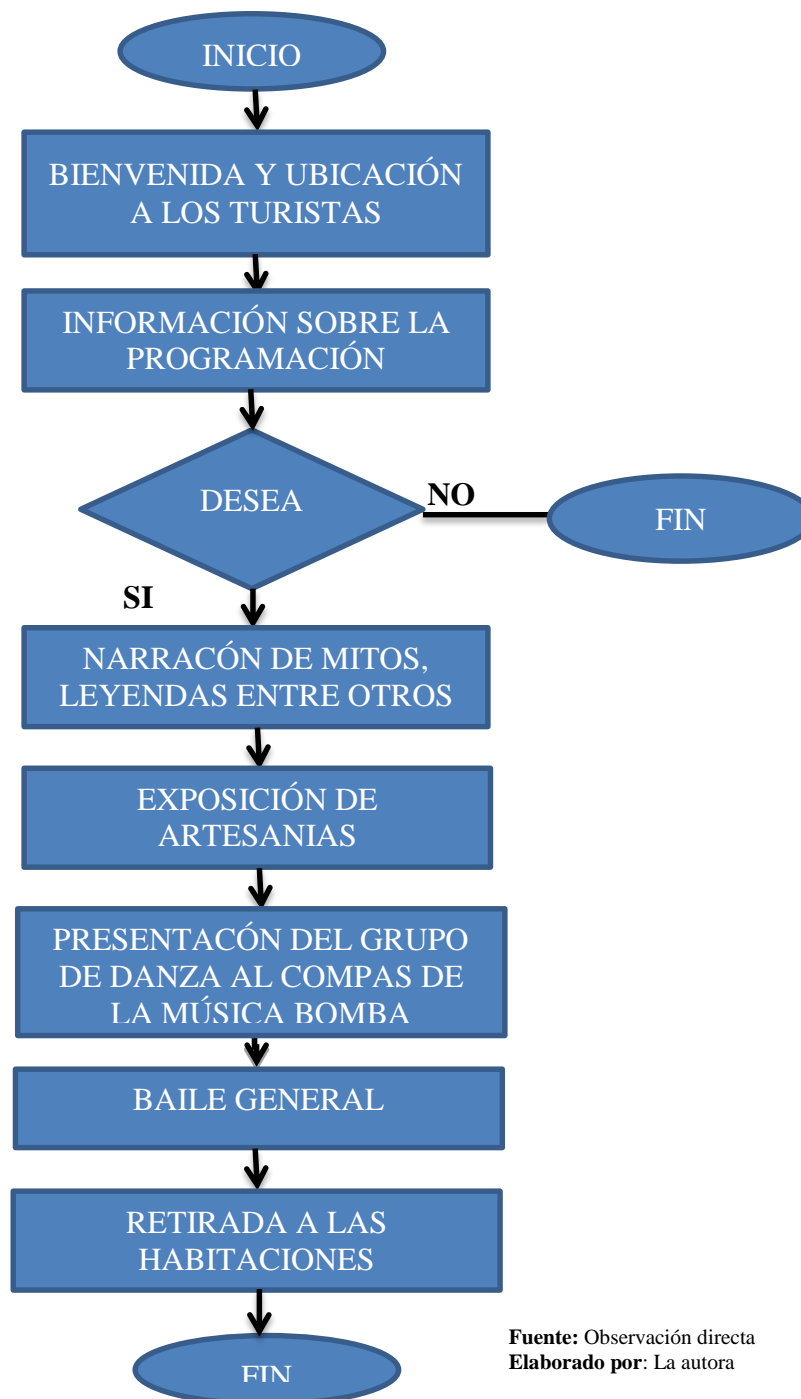 INICIO
BIENVENIDA Y UBICACIÓN
A LOS TURISTAS
INFORMACIÓN SOBRE LA
PROGRAMACIÓN
DESEA
NO
FIN
SI
NARRACÓN DE MITOS,
LEYENDAS ENTRE OTROS
EXPOSICIÓN DE
ARTESANIAS
PRESENTACÓN DEL GRUPO
DE DANZA AL COMPAS DE
LA MÚSICA BOMBA
BAILE GENERAL
RETIRADA A LAS
HABITACIONES
FIN
Fuente: Observación directa
Elaborado por: La autora